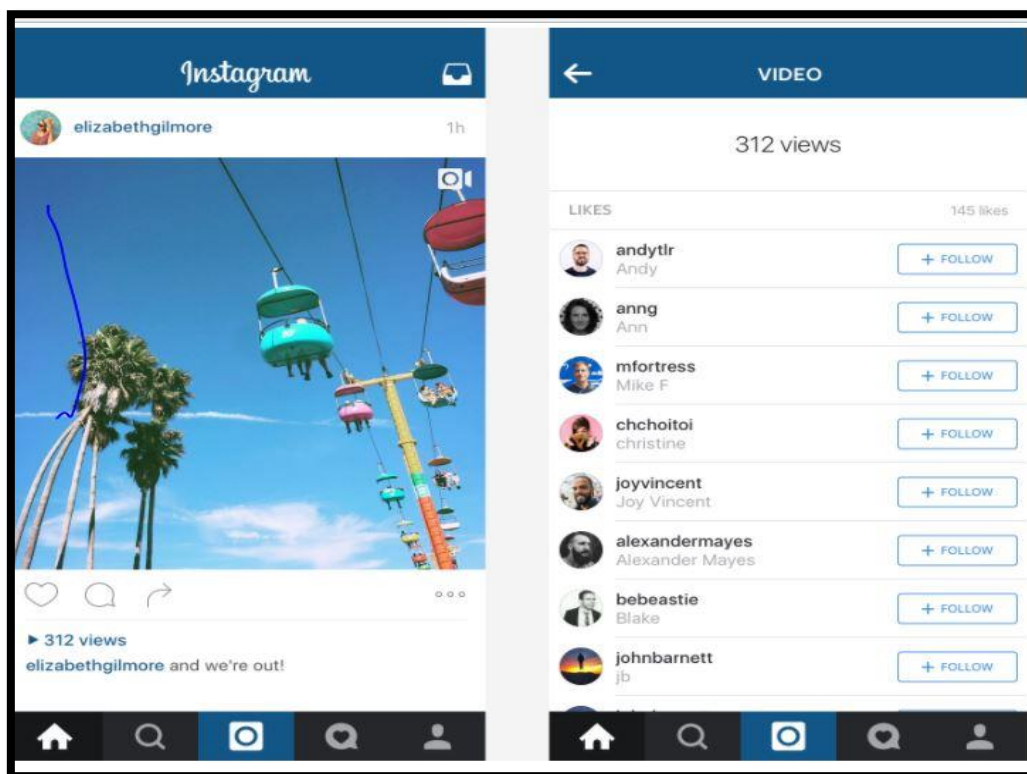 Instagram
elizabethgilmore 1h
▶ 312 views
elizabethgilmore and we're out!
VIDEO
312 views
LIKES 145 likes
andytlr
Andy
+ FOLLOW
anng
Ann
+ FOLLOW
mfortress
Mike F
+ FOLLOW
chchoitoi
christine
+ FOLLOW
joyvincent
Joy Vincent
+ FOLLOW
alexandermayes
Alexander Mayes
+ FOLLOW
bebeastie
Blake
+ FOLLOW
johnbarnett
jb
+ FOLLOW